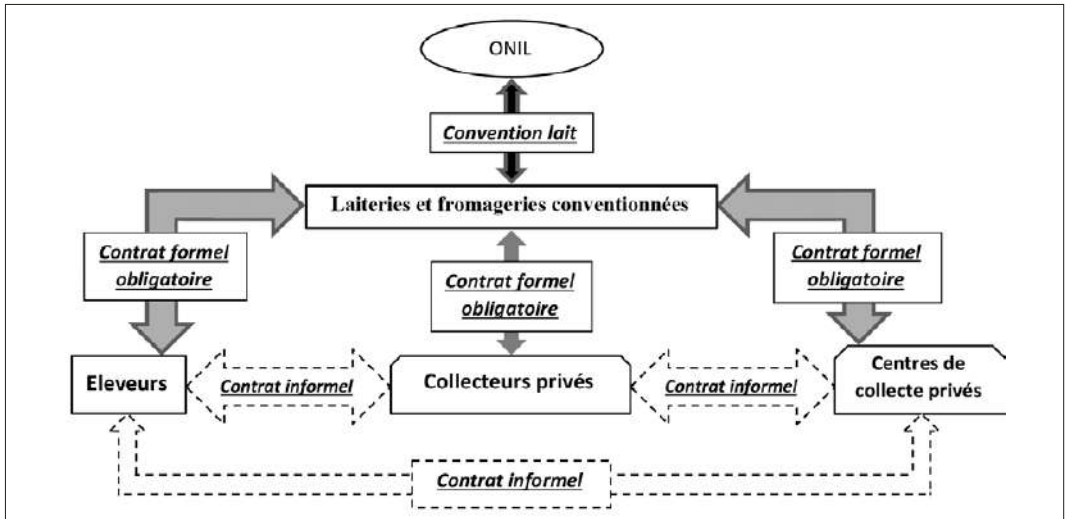 ONIL
Convention lait
Laiteries et fromageries conventionnées
Contrat formel
obligatoire
Contrat formel
obligatoire
Contrat formel
obligatoire
Eleveurs
Contrat informel
Collecteurs privés
Contrat informel
Centres de
collecte privés
Contrat informel